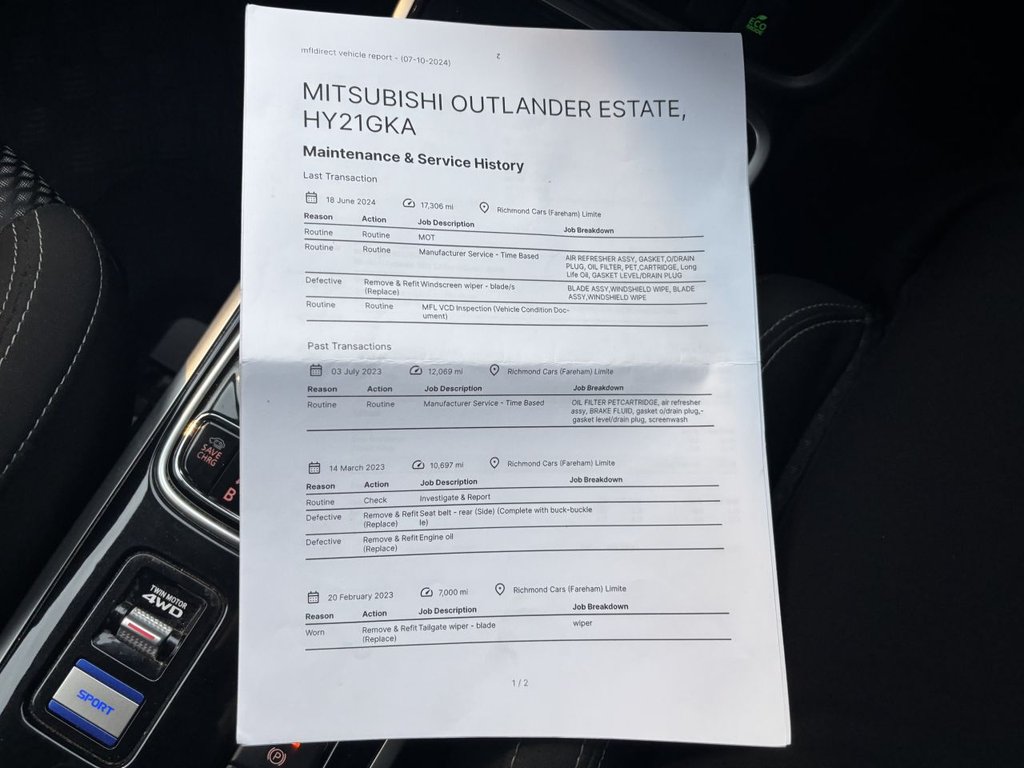 ECO
MODE
mfldirect vehicle report - (07-10-2024)
2
MITSUBISHI OUTLANDER ESTATE,
HY21GKA
Maintenance & Service History
Last Transaction
18 June 2024 17,306 mi Richmond Cars (Fareham) Limite
Reason Action Job Description Job Breakdown
Routine Routine MOT
Routine Routine Manufacturer Service - Time Based AIR REFRESHER ASSY, GASKET,O/DRAIN
PLUG, OIL FILTER, PET,CARTRIDGE, Long
Life Oil, GASKET LEVEL/DRAIN PLUG
Defective Remove & Refit Windscreen wiper - blade/s BLADE ASSY,WINDSHIELD WIPE, BLADE
(Replace) ASSY,WINDSHIELD WIPE
Routine Routine MFL VCD Inspection (Vehicle Condition Doc-
ument)
Past Transactions
03 July 2023 12,069 mi Richmond Cars (Fareham) Limite
Reason Action Job Description Job Breakdown
Routine Routine Manufacturer Service - Time Based OIL FILTER PETCARTRIDGE, air refresher
assy, BRAKE FLUID, gasket o/drain plug,-
gasket level/drain plug, screenwash
14 March 2023 10,697 mi Richmond Cars (Fareham) Limite
Reason Action Job Description Job Breakdown
Routine Check Investigate & Report
Defective Remove & Refit Seat belt - rear (Side) (Complete with buck-buckle
(Replace) le)
Defective Remove & Refit Engine oil
(Replace)
20 February 2023 7,000 mi Richmond Cars (Fareham) Limite
Reason Action Job Description Job Breakdown
Worn Remove & Refit Tailgate wiper - blade wiper
(Replace)
1 / 2
SAVE
CHRG
B
TWIN MOTOR
4WD
SPORT
P